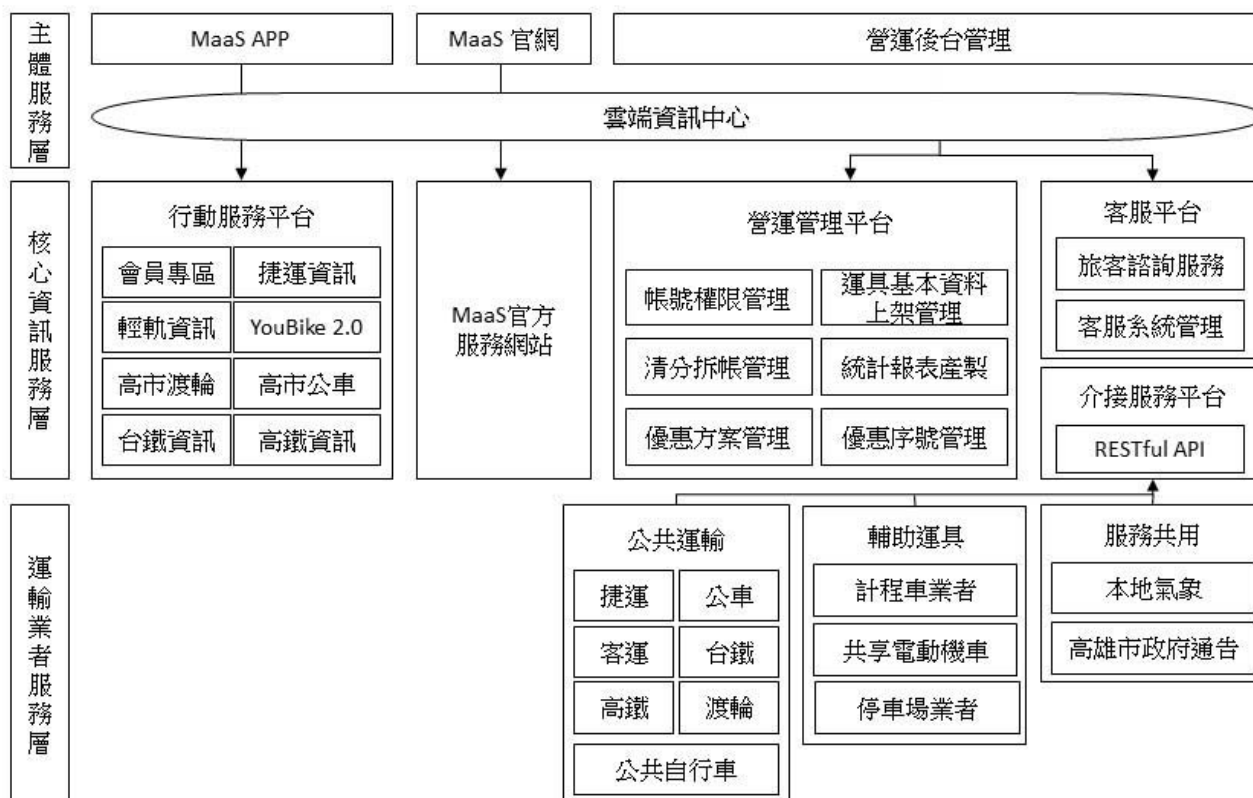 主體服務層
MaaS APP
MaaS 官網
營運後台管理
雲端資訊中心
核心資訊服務層
行動服務平台
會員專區
捷運資訊
輕軌資訊
YouBike 2.0
高市渡輪
高市公車
台鐵資訊
高鐵資訊
MaaS官方
服務網站
營運管理平台
帳號權限管理
運具基本資料
上架管理
清分拆帳管理
統計報表產製
優惠方案管理
優惠序號管理
客服平台
旅客諮詢服務
客服系統管理
介接服務平台
RESTful API
運輸業者服務層
公共運輸
捷運
公車
客運
台鐵
高鐵
渡輪
公共自行車
輔助運具
計程車業者
共享電動機車
停車場業者
服務共用
本地氣象
高雄市政府通告